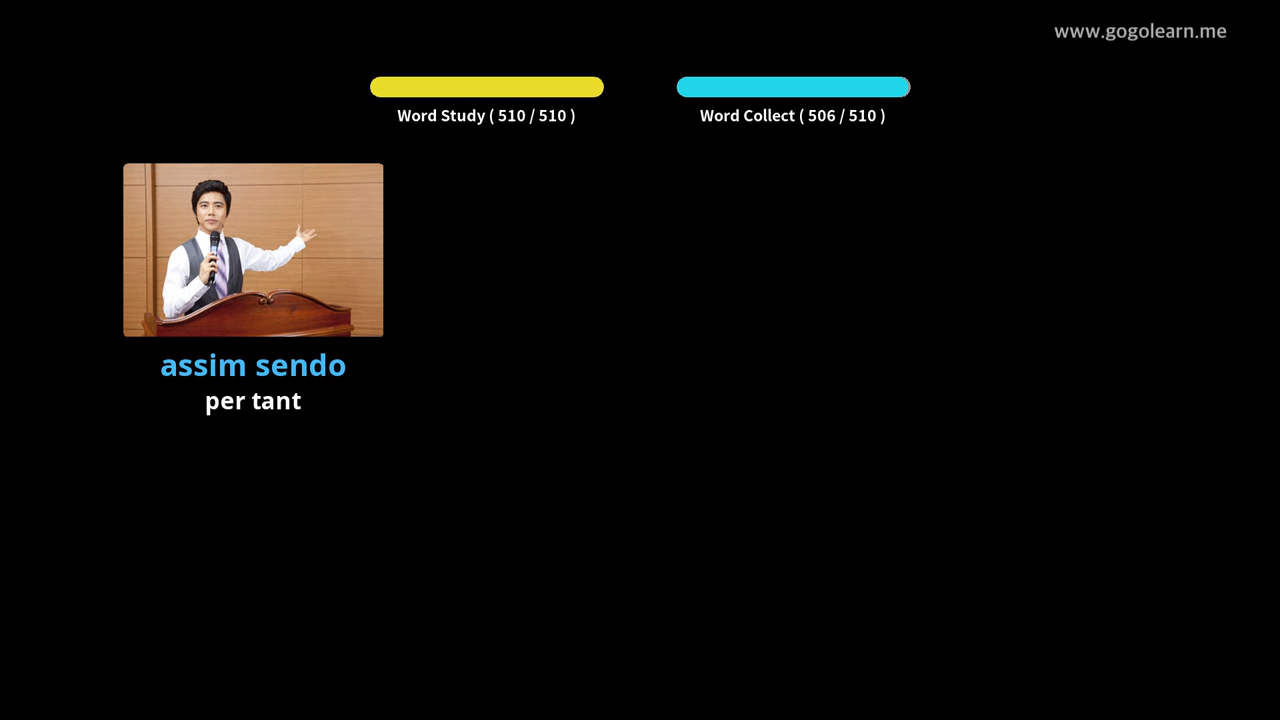 www.gogolearn.me
Word Study ( 510 / 510 )
Word Collect ( 506 / 510 )
assim sendo
per tant